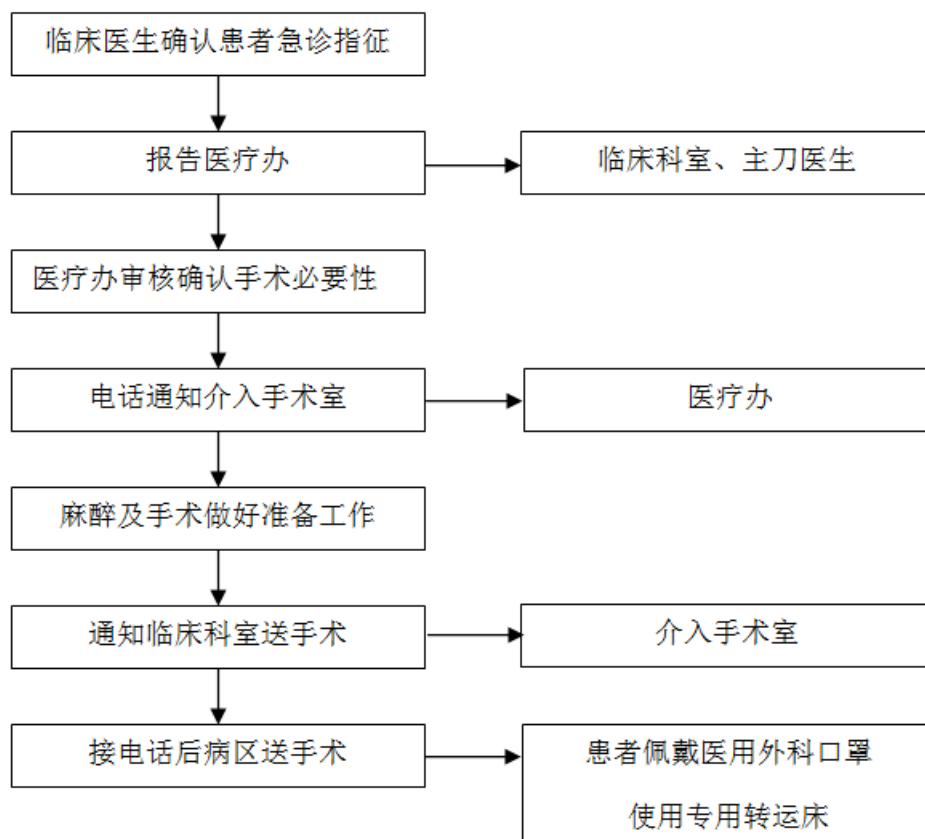 临床医生确认患者急诊指征
报告医疗办
临床科室、主刀医生
医疗办审核确认手术必要性
电话通知介入手术室
医疗办
麻醉及手术做好准备工作
通知临床科室送手术
介入手术室
接电话后病区送手术
患者佩戴医用外科口罩
使用专用转运床